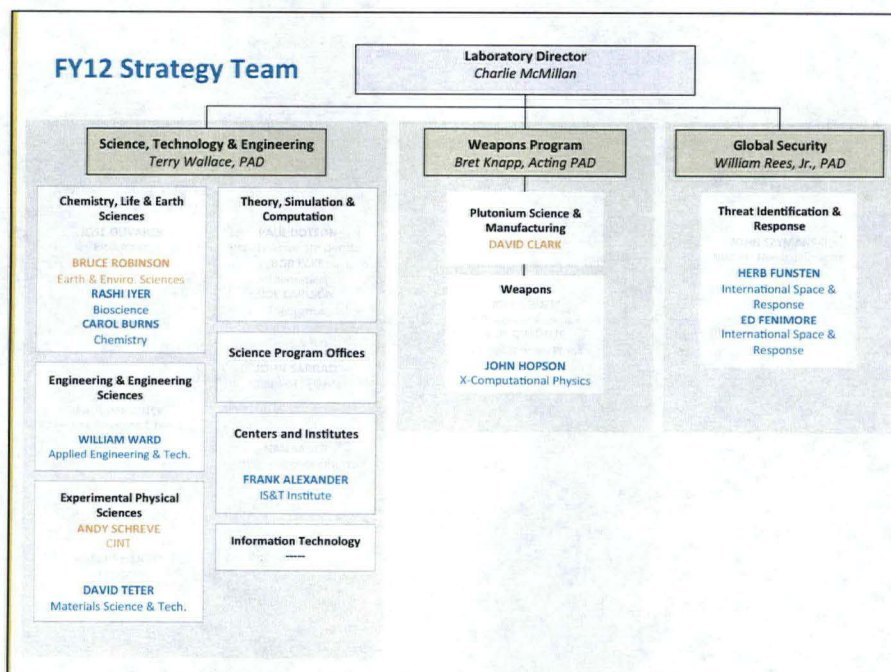 FY12 Strategy Team
Laboratory Director
Charlie McMillan
Science, Technology & Engineering
Terry Wallace, PAD
Chemistry, Life & Earth
Sciences
BRUCE ROBINSON
Earth & Enviro. Sciences
RASHI IYER
Bioscience
CAROL BURNS
Chemistry
Engineering & Engineering
Sciences
WILLIAM WARD
Applied Engineering & Tech.
Experimental Physical
Sciences
ANDY SCHREVE
CINT
DAVID TETER
Materials Science & Tech.
Theory, Simulation &
Computation
Science Program Offices
Centers and Institutes
FRANK ALEXANDER
IS&T Institute
Information Technology
-----
Weapons Program
Bret Knapp, Acting PAD
Plutonium Science &
Manufacturing
DAVID CLARK
Weapons
JOHN HOPSON
X-Computational Physics
Global Security
William Rees, Jr., PAD
Threat Identification &
Response
HERB FUNSTEN
International Space &
Response
ED FENIMORE
International Space &
Response